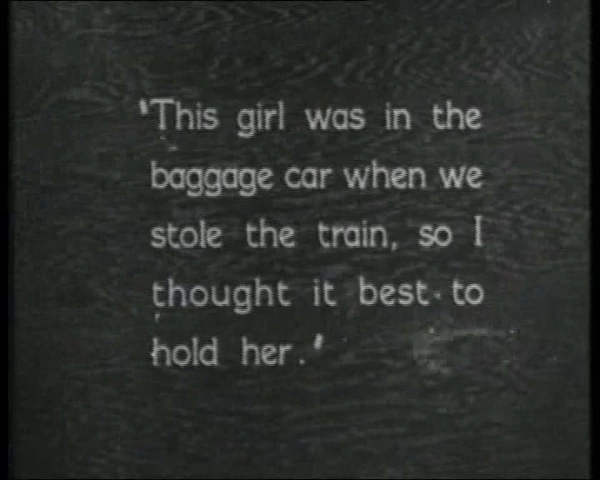 'This girl was in the
baggage car when we
stole the train, so I
thought it best to
hold her.'